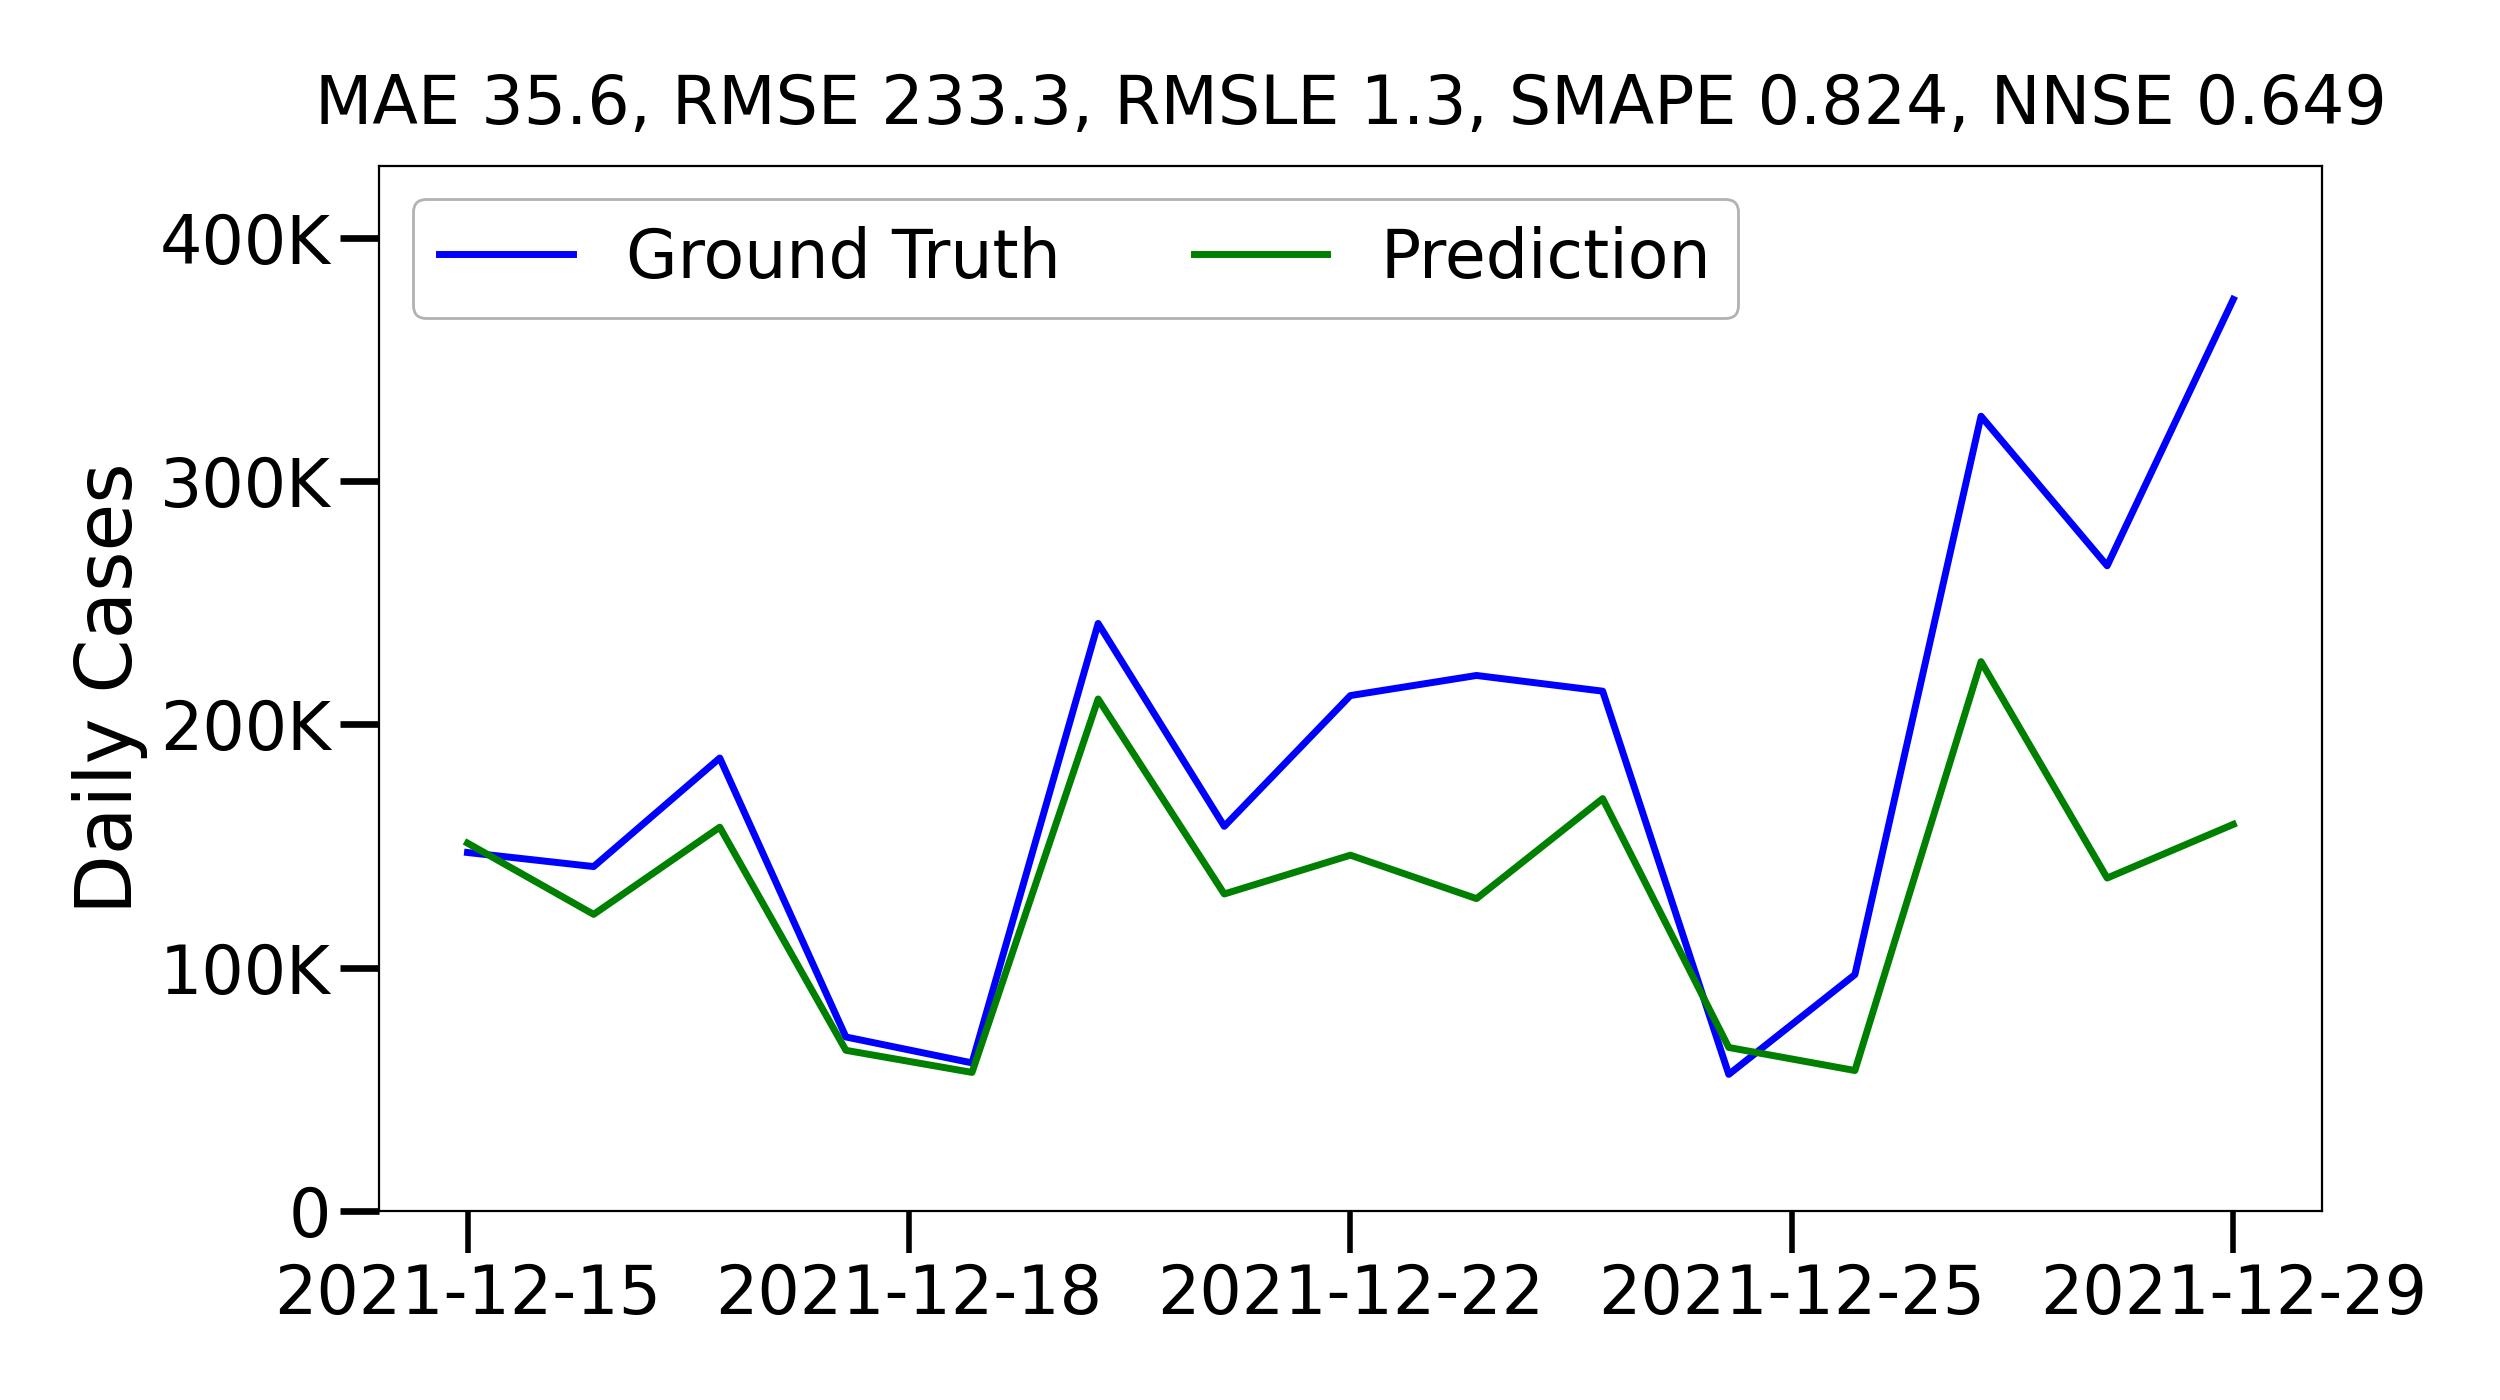 MAE 35.6, RMSE 233.3, RMSLE 1.3, SMAPE 0.824, NNSE 0.649
Ground Truth
Prediction
Daily Cases
400K
300K
200K
100K
0
2021-12-15
2021-12-18
2021-12-22
2021-12-25
2021-12-29